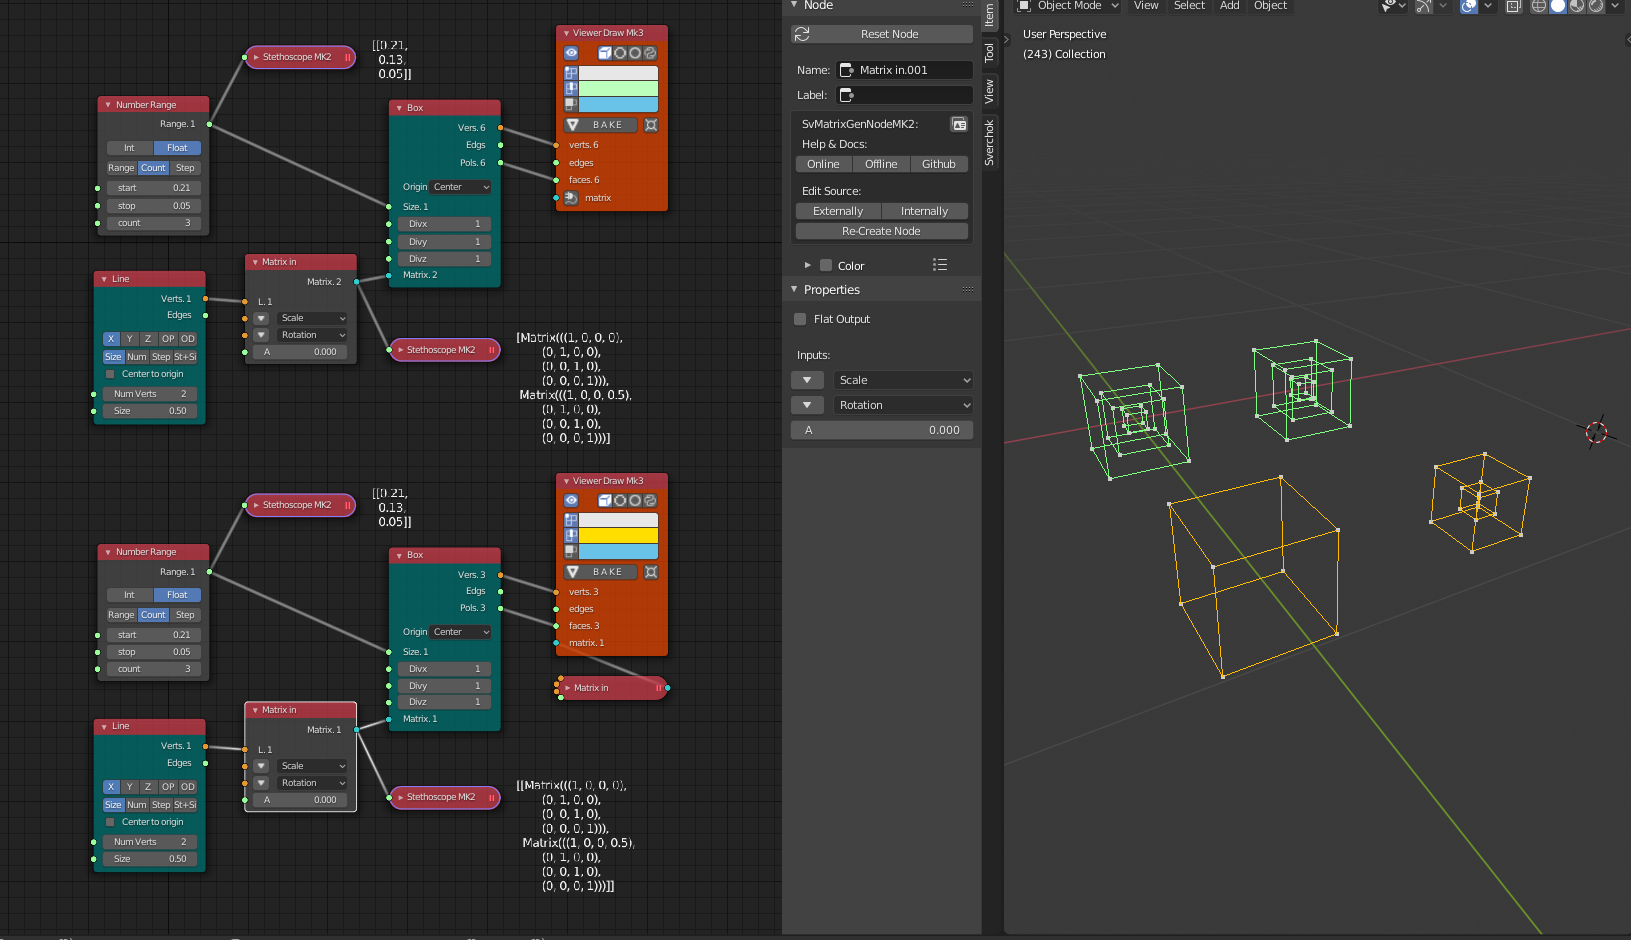 Stethoscope MK2
[[0.21,
0.13,
0.05]]
Number Range
Range. 1
Int Float
Range Count Step
start 0.21
stop 0.05
count 3
Box
Vers. 6
Edgs
Pols. 6
Origin Center
Size. 1
Divx 1
Divy 1
Divz 1
Matrix. 2
Viewer Draw Mk3
BAKE
verts. 6
edges
faces. 6
matrix
Line
Verts. 1
Edges
X Y Z OP OD
Size Num Step St+Si
Center to origin
Num Verts 2
Size 0.50
Matrix in
Matrix. 2
L. 1
Scale
Rotation
A 0.000
Stethoscope MK2
[Matrix(((1, 0, 0, 0),
(0, 1, 0, 0),
(0, 0, 1, 0),
(0, 0, 0, 1))),
Matrix(((1, 0, 0, 0.5),
(0, 1, 0, 0),
(0, 0, 1, 0),
(0, 0, 0, 1)))]
Stethoscope MK2
[[0.21,
0.13,
0.05]]
Number Range
Range. 1
Int Float
Range Count Step
start 0.21
stop 0.05
count 3
Box
Vers. 3
Edgs
Pols. 3
Origin Center
Size. 1
Divx 1
Divy 1
Divz 1
Matrix. 1
Viewer Draw Mk3
BAKE
verts. 3
edges
faces. 3
matrix. 1
Matrix in
Line
Verts. 1
Edges
X Y Z OP OD
Size Num Step St+Si
Center to origin
Num Verts 2
Size 0.50
Matrix in
Matrix. 1
L. 1
Scale
Rotation
A 0.000
Stethoscope MK2
[[Matrix(((1, 0, 0, 0),
(0, 1, 0, 0),
(0, 0, 1, 0),
(0, 0, 0, 1))),
Matrix(((1, 0, 0, 0.5),
(0, 1, 0, 0),
(0, 0, 1, 0),
(0, 0, 0, 1)))]]
Node
Reset Node
Name: Matrix in.001
Label:
SvMatrixGenNodeMK2:
Help & Docs:
Online Offline Github
Edit Source:
Externally Internally
Re-Create Node
Color
Properties
Flat Output
Inputs:
Scale
Rotation
A 0.000
Item
Tool
View
Sverchok
Object Mode View Select Add Object
User Perspective
(243) Collection